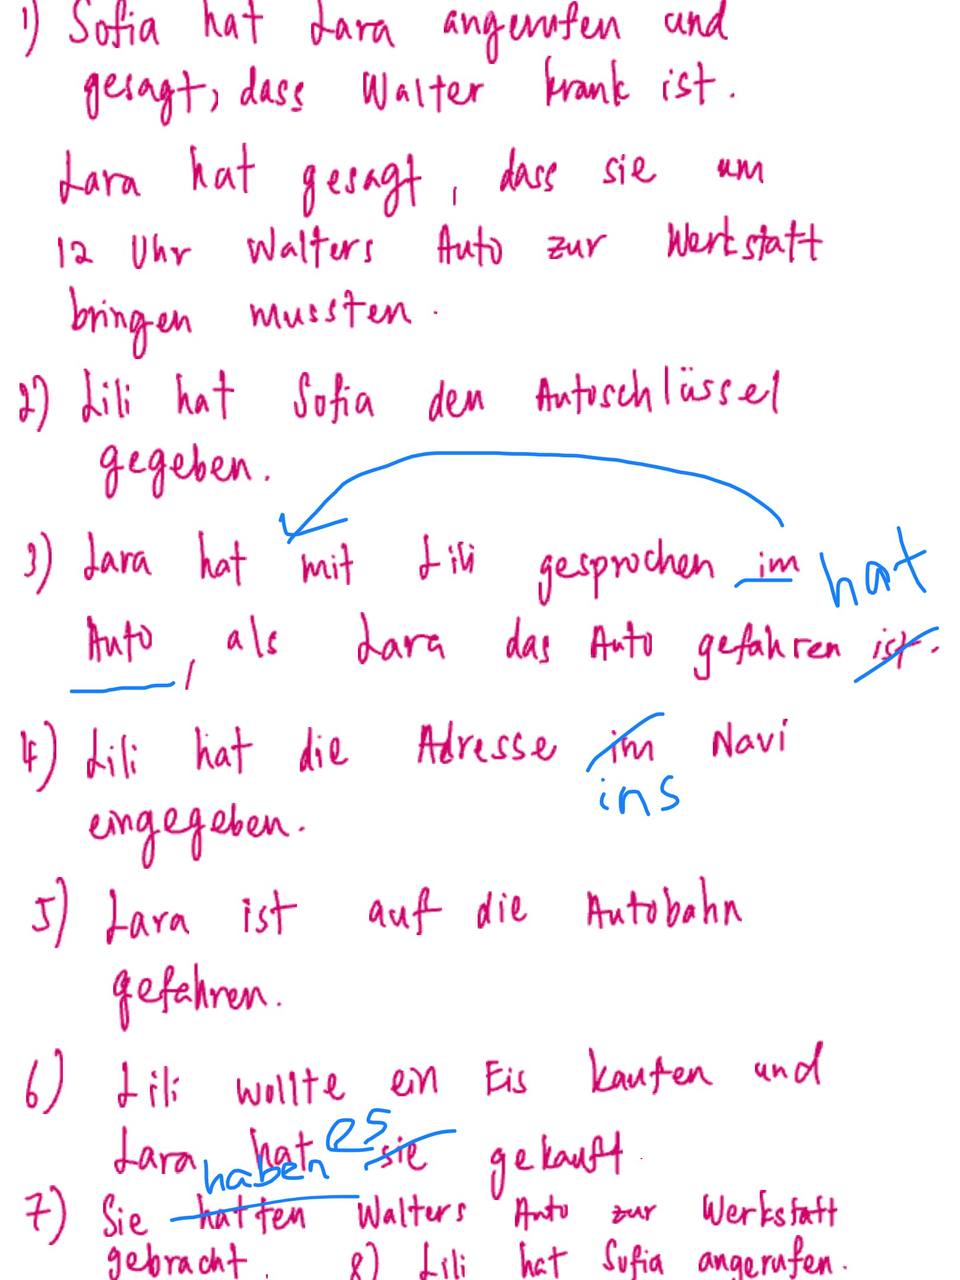 1) Sofia hat Lara angerufen und
gesagt, dass Walter krank ist.
Lara hat gesagt, dass sie um
12 Uhr Walters Auto zur Werkstatt
bringen mussten.
2) Lili hat Sofia den Autoschlüssel
gegeben.
3) Lara hat mit Lili gesprochen im hat
Auto, als Lara das Auto gefahren ist.
4) Lili hat die Adresse im Navi
ins
eingegeben.
5) Lara ist auf die Autobahn
gefahren.
6) Lili wollte ein Eis kaufen und
es
Lara hat sie gekauft.
haben
7) Sie hatten Walters Auto zur Werkstatt
gebracht. 8) Lili hat Sofia angerufen.